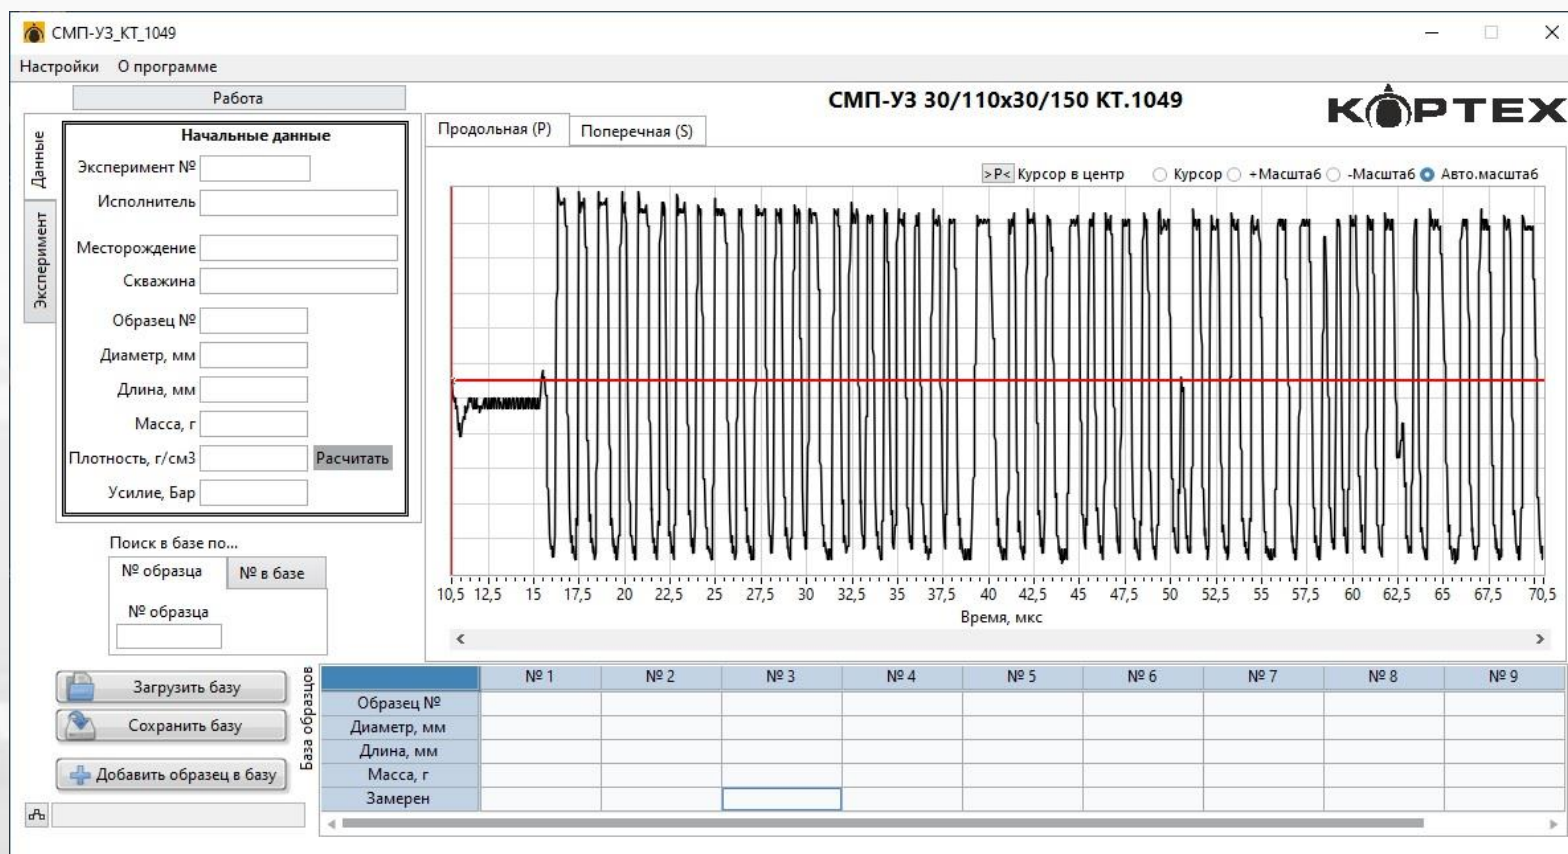 СМП-УЗ_КТ_1049
Настройки О программе
Работа
СМП-УЗ 30/110x30/150 КТ.1049
КОРТЕХ
Данные
Эксперимент
Начальные данные
Эксперимент №
Исполнитель
Месторождение
Скважина
Образец №
Диаметр, мм
Длина, мм
Масса, г
Плотность, г/см3 Расчитать
Усилие, Бар
Поиск в базе по...
№ образца № в базе
№ образца
Продольная (P) Поперечная (S)
>P< Курсор в центр Курсор +Масштаб -Масштаб Авто.масштаб
10,5 12,5 15 17,5 20 22,5 25 27,5 30 32,5 35 37,5 40 42,5 45 47,5 50 52,5 55 57,5 60 62,5 65 67,5 70,5
Время, мкс
Загрузить базу
Сохранить базу
Добавить образец в базу
База образцов
№ 1 № 2 № 3 № 4 № 5 № 6 № 7 № 8 № 9
Образец №
Диаметр, мм
Длина, мм
Масса, г
Замерен